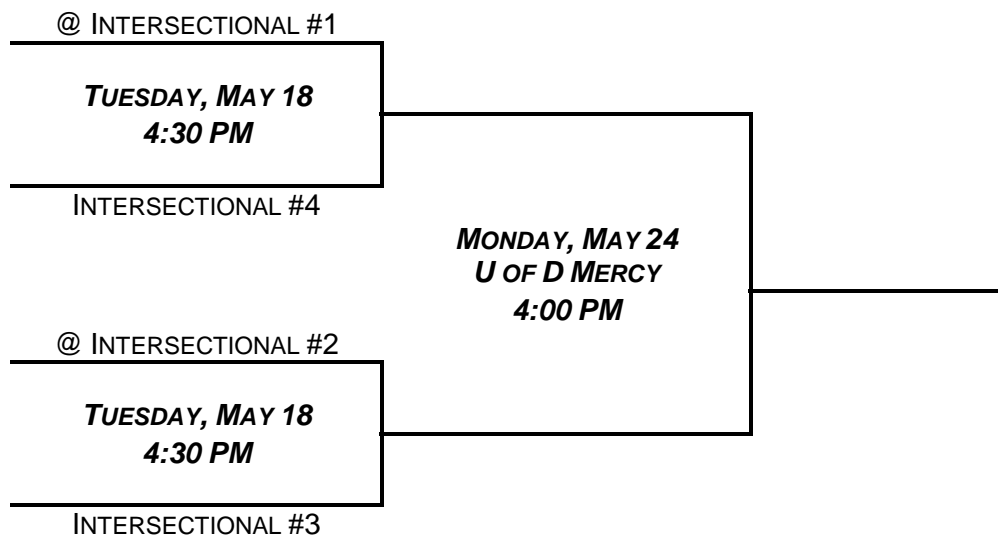 @ INTERSECTIONAL #1
TUESDAY, MAY 18
4:30 PM
INTERSECTIONAL #4
MONDAY, MAY 24
U OF D MERCY
4:00 PM
@ INTERSECTIONAL #2
TUESDAY, MAY 18
4:30 PM
INTERSECTIONAL #3